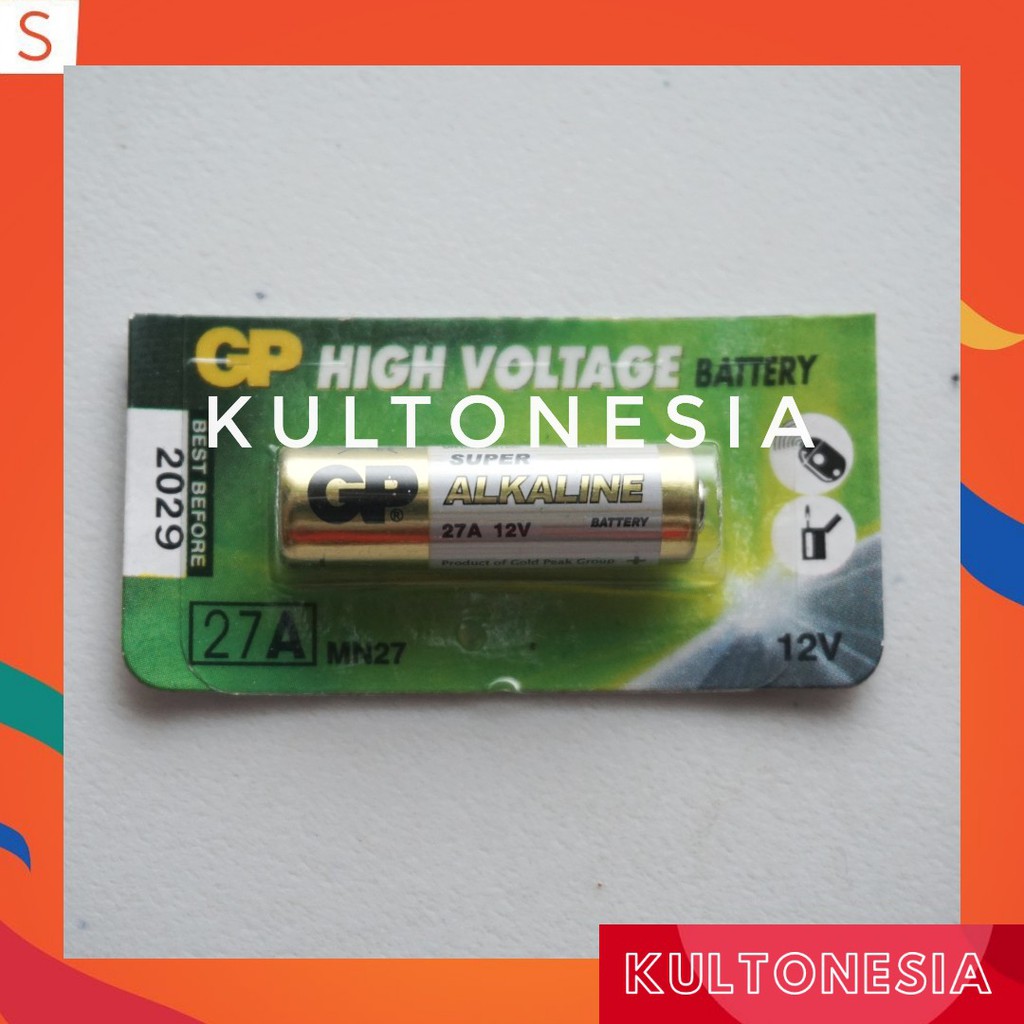 S
GP HIGH VOLTAGE BATTERY
KULTONESIA
BEST BEFORE
2029
GP®
SUPER
ALKALINE
27A 12V BATTERY
Product of Gold Peak Group +
27A MN27
12V
KULTONESIA